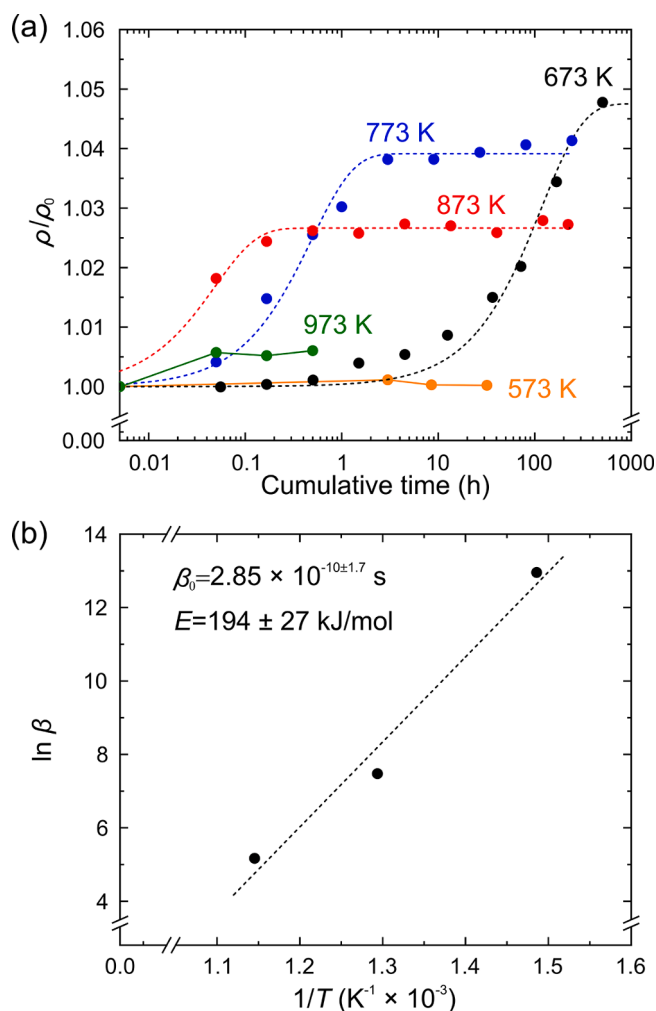 (a)
1.06
1.05
1.04
1.03
1.02
1.01
1.00
0.00
ρ/ρ₀
673 K
773 K
873 K
973 K
573 K
0.01 0.1 1 10 100 1000
Cumulative time (h)
(b)
14
12
10
8
6
4
ln β
β₀=2.85 × 10⁻¹⁰±¹·⁷ s
E=194 ± 27 kJ/mol
0.0 1.1 1.2 1.3 1.4 1.5 1.6
1/T (K⁻¹ × 10⁻³)